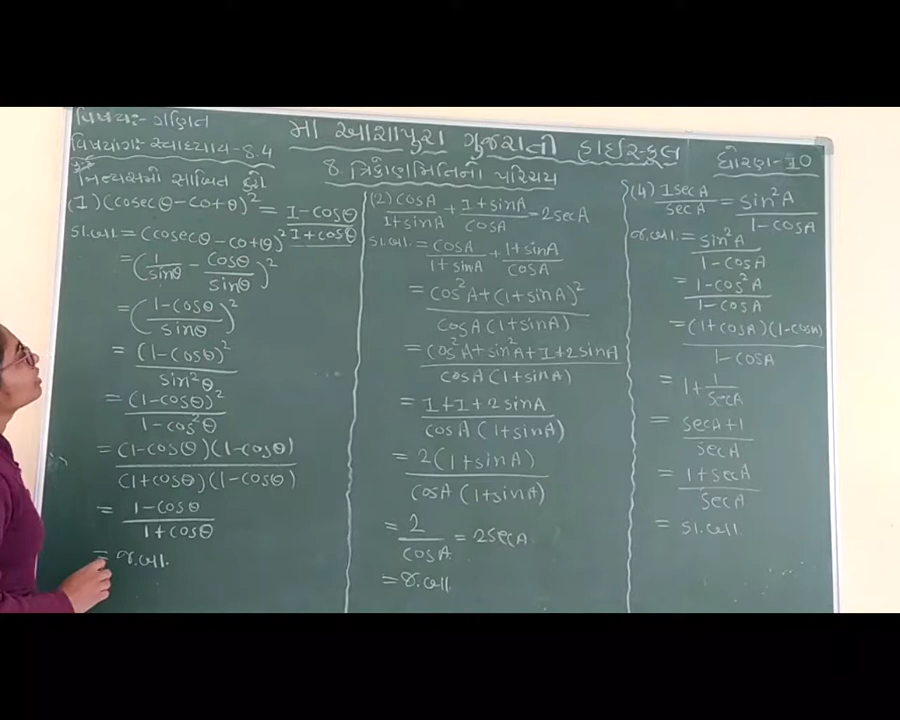 વિષય:- ગણિત
મા આશાપુરા ગુજરાતી હાઈસ્કૂલ
ધોરણ-10
વિષયાંગ:- સ્વાધ્યાય-8.4
8. ત્રિકોણમિતિનો પરિચય
નિત્યસમો સાબિત કરો
(1) (cosecθ-cotθ)² = 1-cosθ / 1+cosθ
ડા.બા. = (cosecθ-cotθ)²
= (1/sinθ - cosθ/sinθ)²
= (1-cosθ / sinθ)²
= (1-cosθ)² / sin²θ
= (1-cosθ)² / 1-cos²θ
= (1-cosθ)(1-cosθ) / (1+cosθ)(1-cosθ)
= 1-cosθ / 1+cosθ
= જ.બા.
(2) cosA / 1+sinA + 1+sinA / cosA = 2secA
ડા.બા. = cosA / 1+sinA + 1+sinA / cosA
= cos²A+(1+sinA)² / cosA(1+sinA)
= cos²A+sin²A+1+2sinA / cosA(1+sinA)
= 1+1+2sinA / cosA(1+sinA)
= 2(1+sinA) / cosA(1+sinA)
= 2 / cosA = 2secA
= જ.બા.
(4) 1secA / secA = sin²A / 1-cosA
જ.બા. = sin²A / 1-cosA
= 1-cos²A / 1-cosA
= (1+cosA)(1-cosA) / 1-cosA
= 1+ 1/secA
= secA+1 / secA
= 1+secA / secA
= ડા.બા.